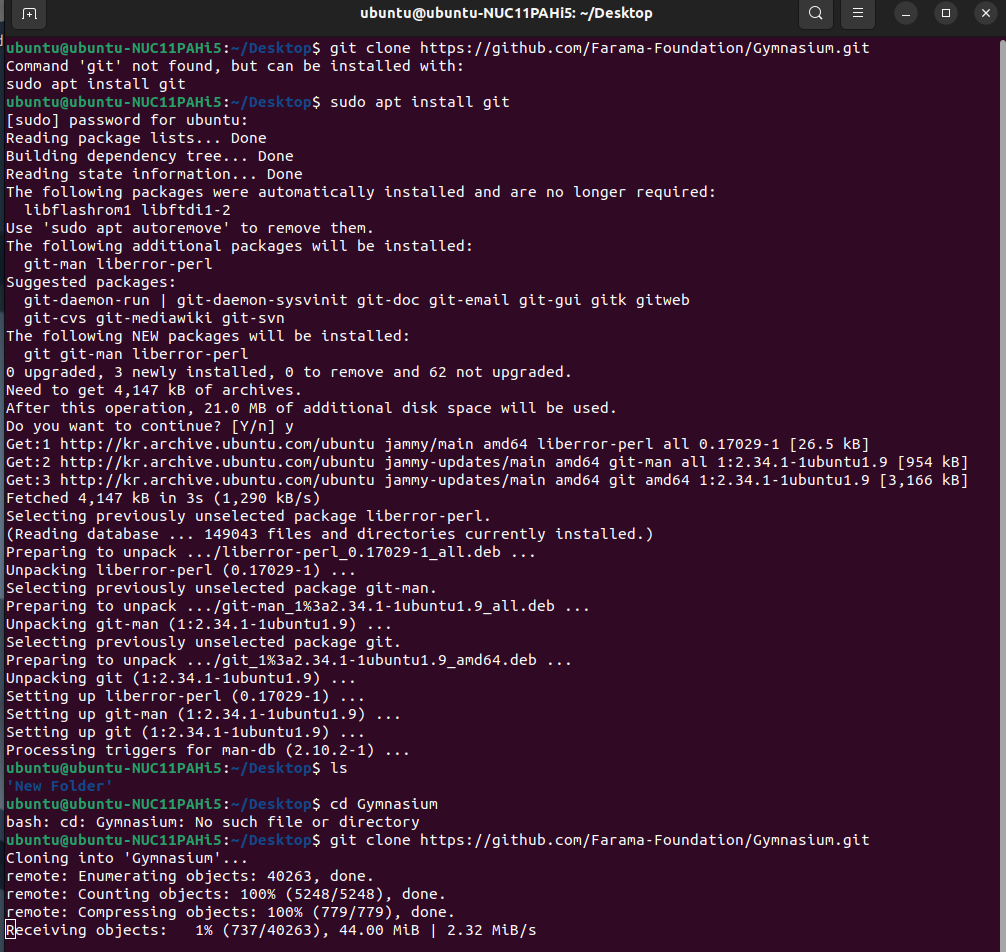 ubuntu@ubuntu-NUC11PAHi5: ~/Desktop
ubuntu@ubuntu-NUC11PAHi5:~/Desktop$ git clone https://github.com/Farama-Foundation/Gymnasium.git
Command 'git' not found, but can be installed with:
sudo apt install git
ubuntu@ubuntu-NUC11PAHi5:~/Desktop$ sudo apt install git
[sudo] password for ubuntu:
Reading package lists... Done
Building dependency tree... Done
Reading state information... Done
The following packages were automatically installed and are no longer required:
  libflashrom1 libftdi1-2
Use 'sudo apt autoremove' to remove them.
The following additional packages will be installed:
  git-man liberror-perl
Suggested packages:
  git-daemon-run | git-daemon-sysvinit git-doc git-email git-gui gitk gitweb
  git-cvs git-mediawiki git-svn
The following NEW packages will be installed:
  git git-man liberror-perl
0 upgraded, 3 newly installed, 0 to remove and 62 not upgraded.
Need to get 4,147 kB of archives.
After this operation, 21.0 MB of additional disk space will be used.
Do you want to continue? [Y/n] y
Get:1 http://kr.archive.ubuntu.com/ubuntu jammy/main amd64 liberror-perl all 0.17029-1 [26.5 kB]
Get:2 http://kr.archive.ubuntu.com/ubuntu jammy-updates/main amd64 git-man all 1:2.34.1-1ubuntu1.9 [954 kB]
Get:3 http://kr.archive.ubuntu.com/ubuntu jammy-updates/main amd64 git amd64 1:2.34.1-1ubuntu1.9 [3,166 kB]
Fetched 4,147 kB in 3s (1,290 kB/s)
Selecting previously unselected package liberror-perl.
(Reading database ... 149043 files and directories currently installed.)
Preparing to unpack .../liberror-perl_0.17029-1_all.deb ...
Unpacking liberror-perl (0.17029-1) ...
Selecting previously unselected package git-man.
Preparing to unpack .../git-man_1%3a2.34.1-1ubuntu1.9_all.deb ...
Unpacking git-man (1:2.34.1-1ubuntu1.9) ...
Selecting previously unselected package git.
Preparing to unpack .../git_1%3a2.34.1-1ubuntu1.9_amd64.deb ...
Unpacking git (1:2.34.1-1ubuntu1.9) ...
Setting up liberror-perl (0.17029-1) ...
Setting up git-man (1:2.34.1-1ubuntu1.9) ...
Setting up git (1:2.34.1-1ubuntu1.9) ...
Processing triggers for man-db (2.10.2-1) ...
ubuntu@ubuntu-NUC11PAHi5:~/Desktop$ ls
'New Folder'
ubuntu@ubuntu-NUC11PAHi5:~/Desktop$ cd Gymnasium
bash: cd: Gymnasium: No such file or directory
ubuntu@ubuntu-NUC11PAHi5:~/Desktop$ git clone https://github.com/Farama-Foundation/Gymnasium.git
Cloning into 'Gymnasium'...
remote: Enumerating objects: 40263, done.
remote: Counting objects: 100% (5248/5248), done.
remote: Compressing objects: 100% (779/779), done.
Receiving objects:   1% (737/40263), 44.00 MiB | 2.32 MiB/s